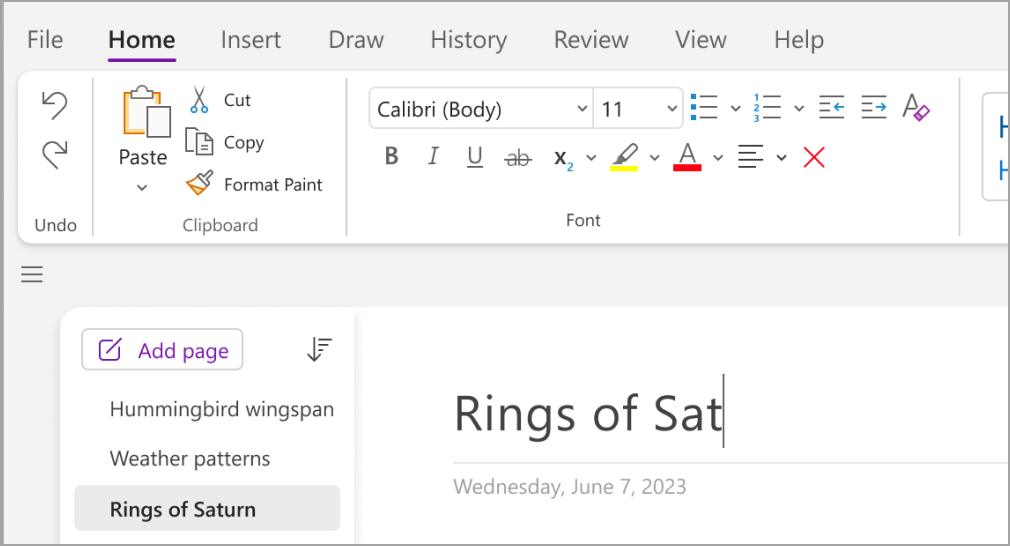 File Home Insert Draw History Review View Help
Cut
Calibri (Body) 11
Copy
Paste
B I U ab x2 A
Format Paint
Undo Clipboard Font
Add page
Hummingbird wingspan
Rings of Sat
Weather patterns
Wednesday, June 7, 2023
Rings of Saturn